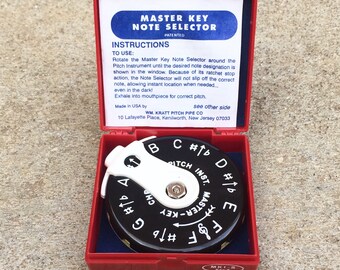 MASTER KEY
NOTE SELECTOR
PATENTED
INSTRUCTIONS
TO USE:
Rotate the Master Key Note Selector around the
Pitch Instrument until the desired note designation is
shown in the window. Because of its ratchet stop
action, the Note Selector does not rotate off the de-
sirable note, allowing instant location when needed...
even in the dark!
Exhale into mouthpiece for correct pitch.
Made in USA by
see other side
WM. KRATT PITCH PIPE CO
10 Lafayette Place, Kenilworth, New Jersey 07033
A
B
C
#↑b
D
#↑b
E
F
#↑b
G
#↑b
PITCH INST.
MASTER-KEY